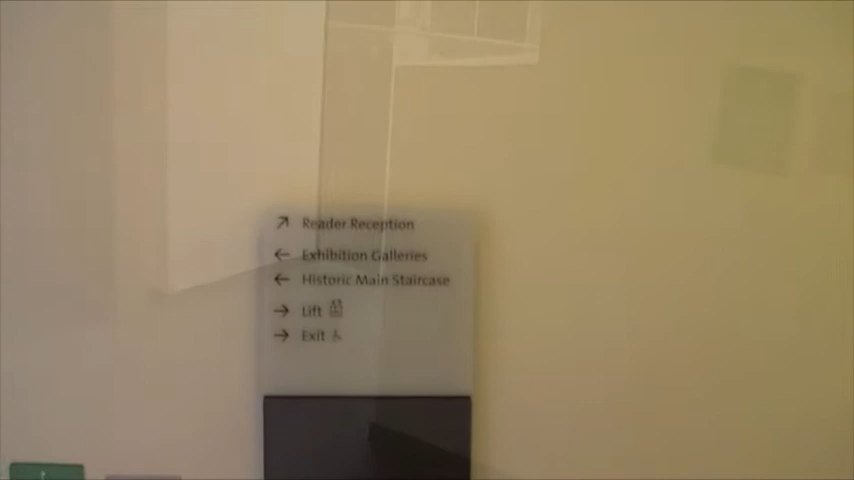 Reader Reception
Exhibition Galleries
Historic Main Staircase
Lift
Exit